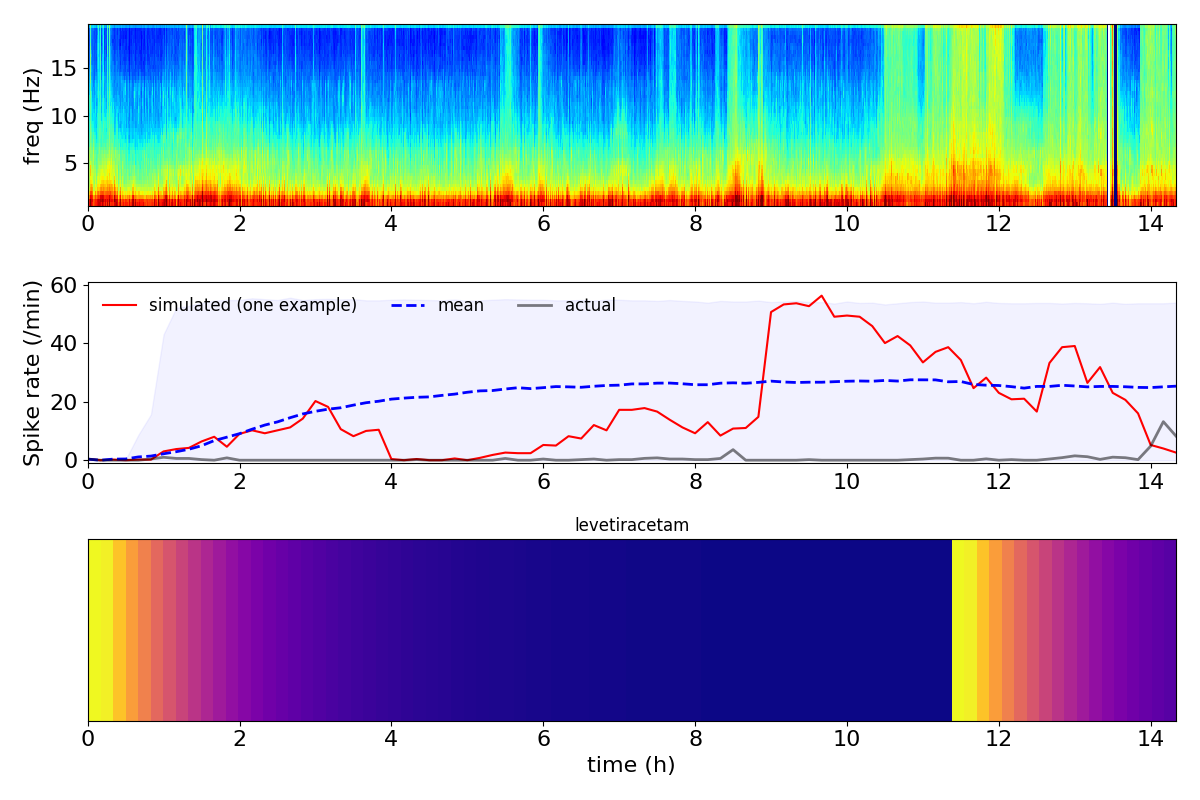 freq (Hz)
15
10
5
0 2 4 6 8 10 12 14
Spike rate (/min)
60
40
20
0
simulated (one example) mean actual
0 2 4 6 8 10 12 14
levetiracetam
0 2 4 6 8 10 12 14
time (h)